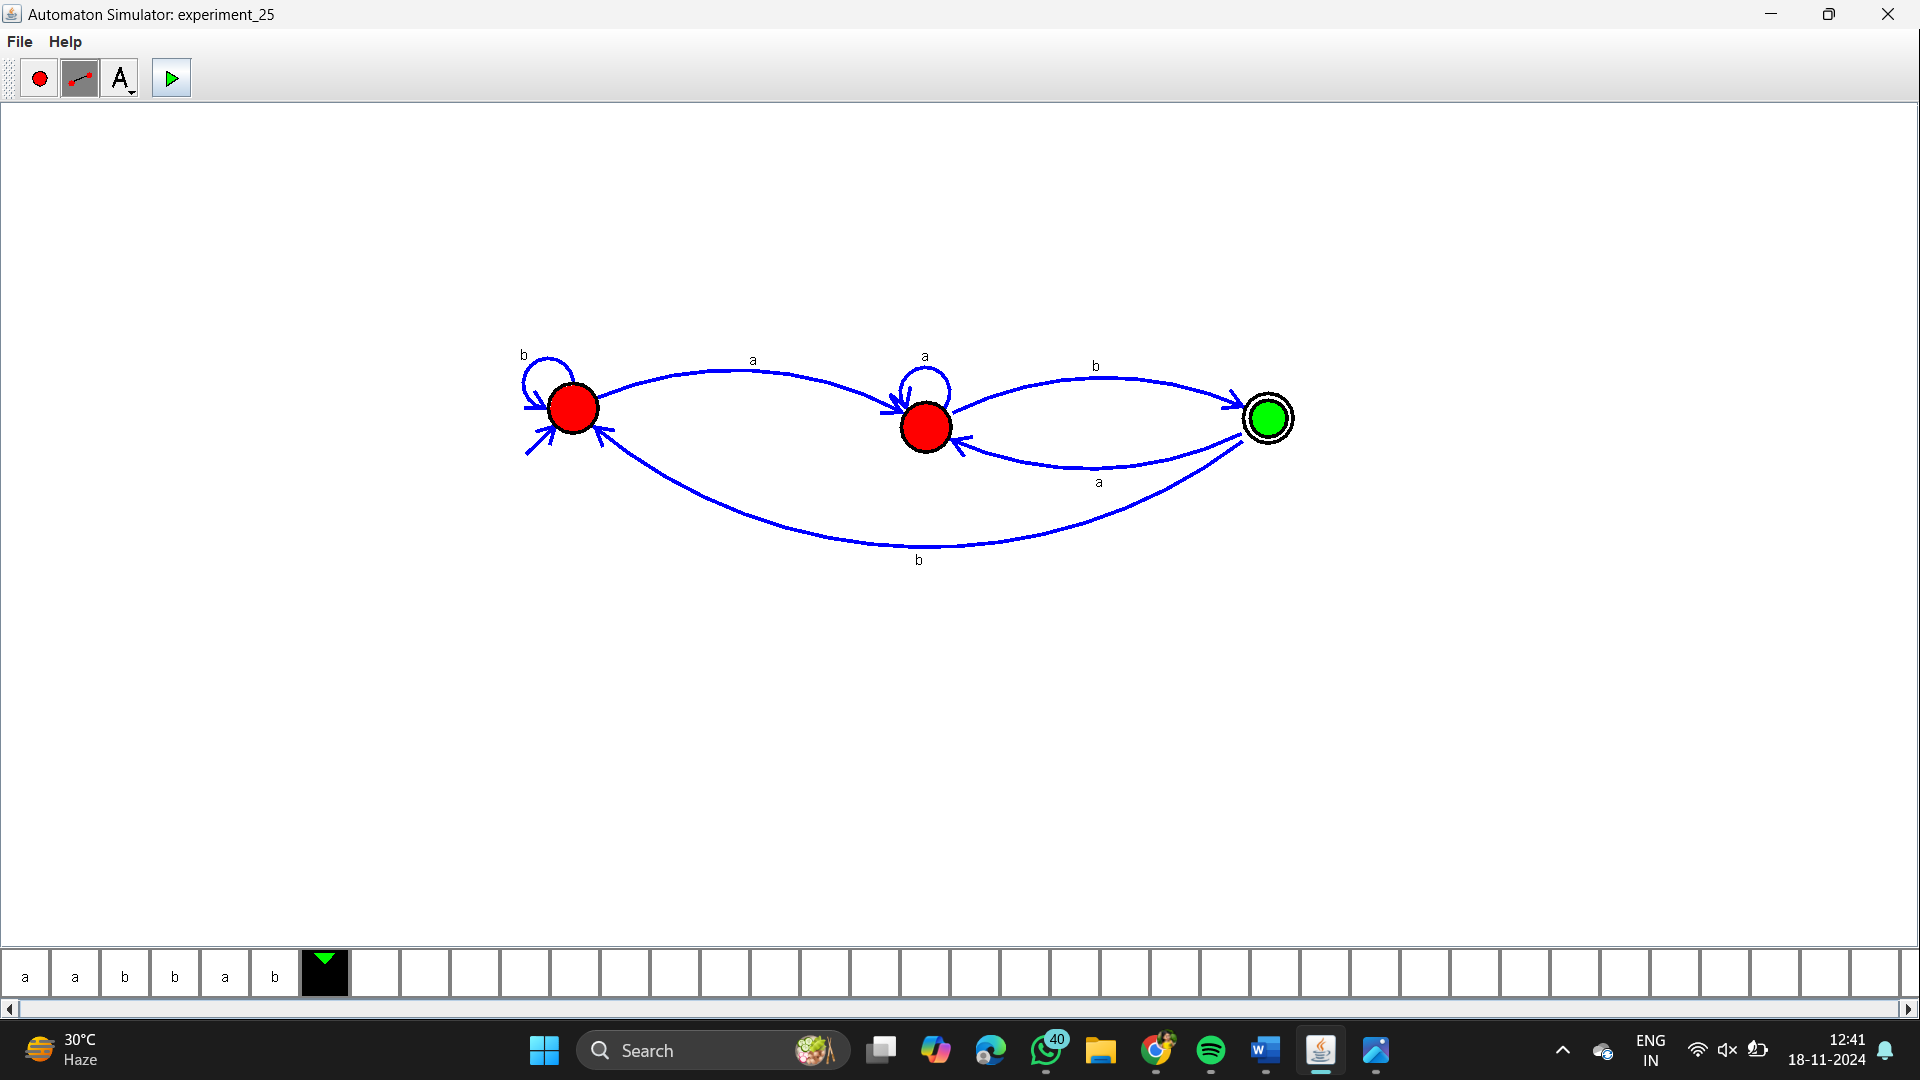 Automaton Simulator: experiment_25
File Help
A
b
a
a
b
a
b
a a b b a b
30°C
Haze
Search
40
ENG
IN
12:41
18-11-2024